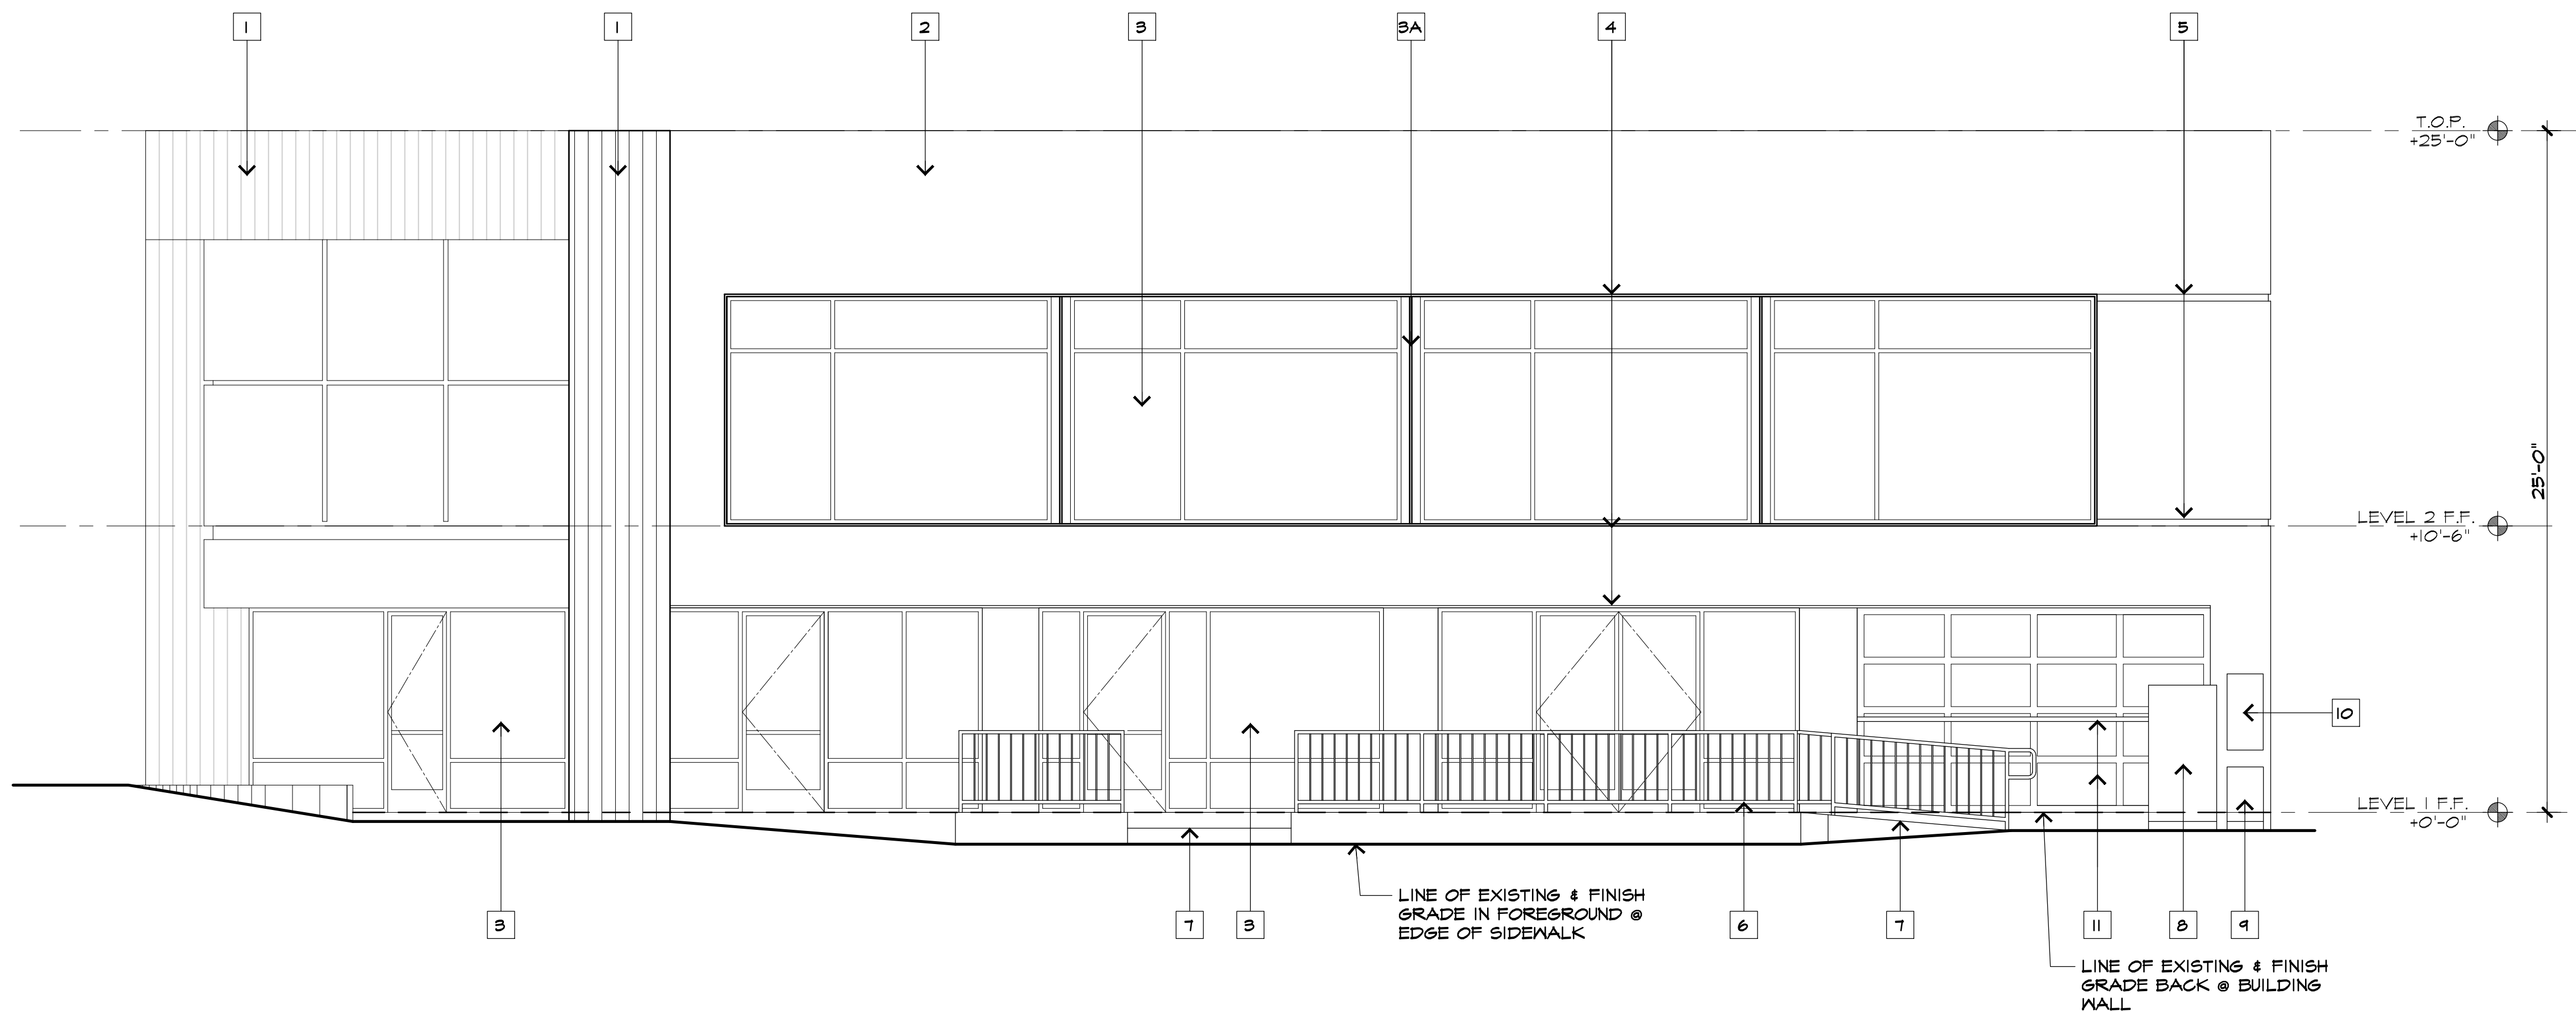 1
1
2
3
3A
4
5
T.O.P.
+25'-0"
25'-0"
LEVEL 2 F.F.
+10'-6"
10
LEVEL 1 F.F.
+0'-0"
3
7
3
LINE OF EXISTING & FINISH
GRADE IN FOREGROUND @
EDGE OF SIDEWALK
6
7
11
8
9
LINE OF EXISTING & FINISH
GRADE BACK @ BUILDING
WALL